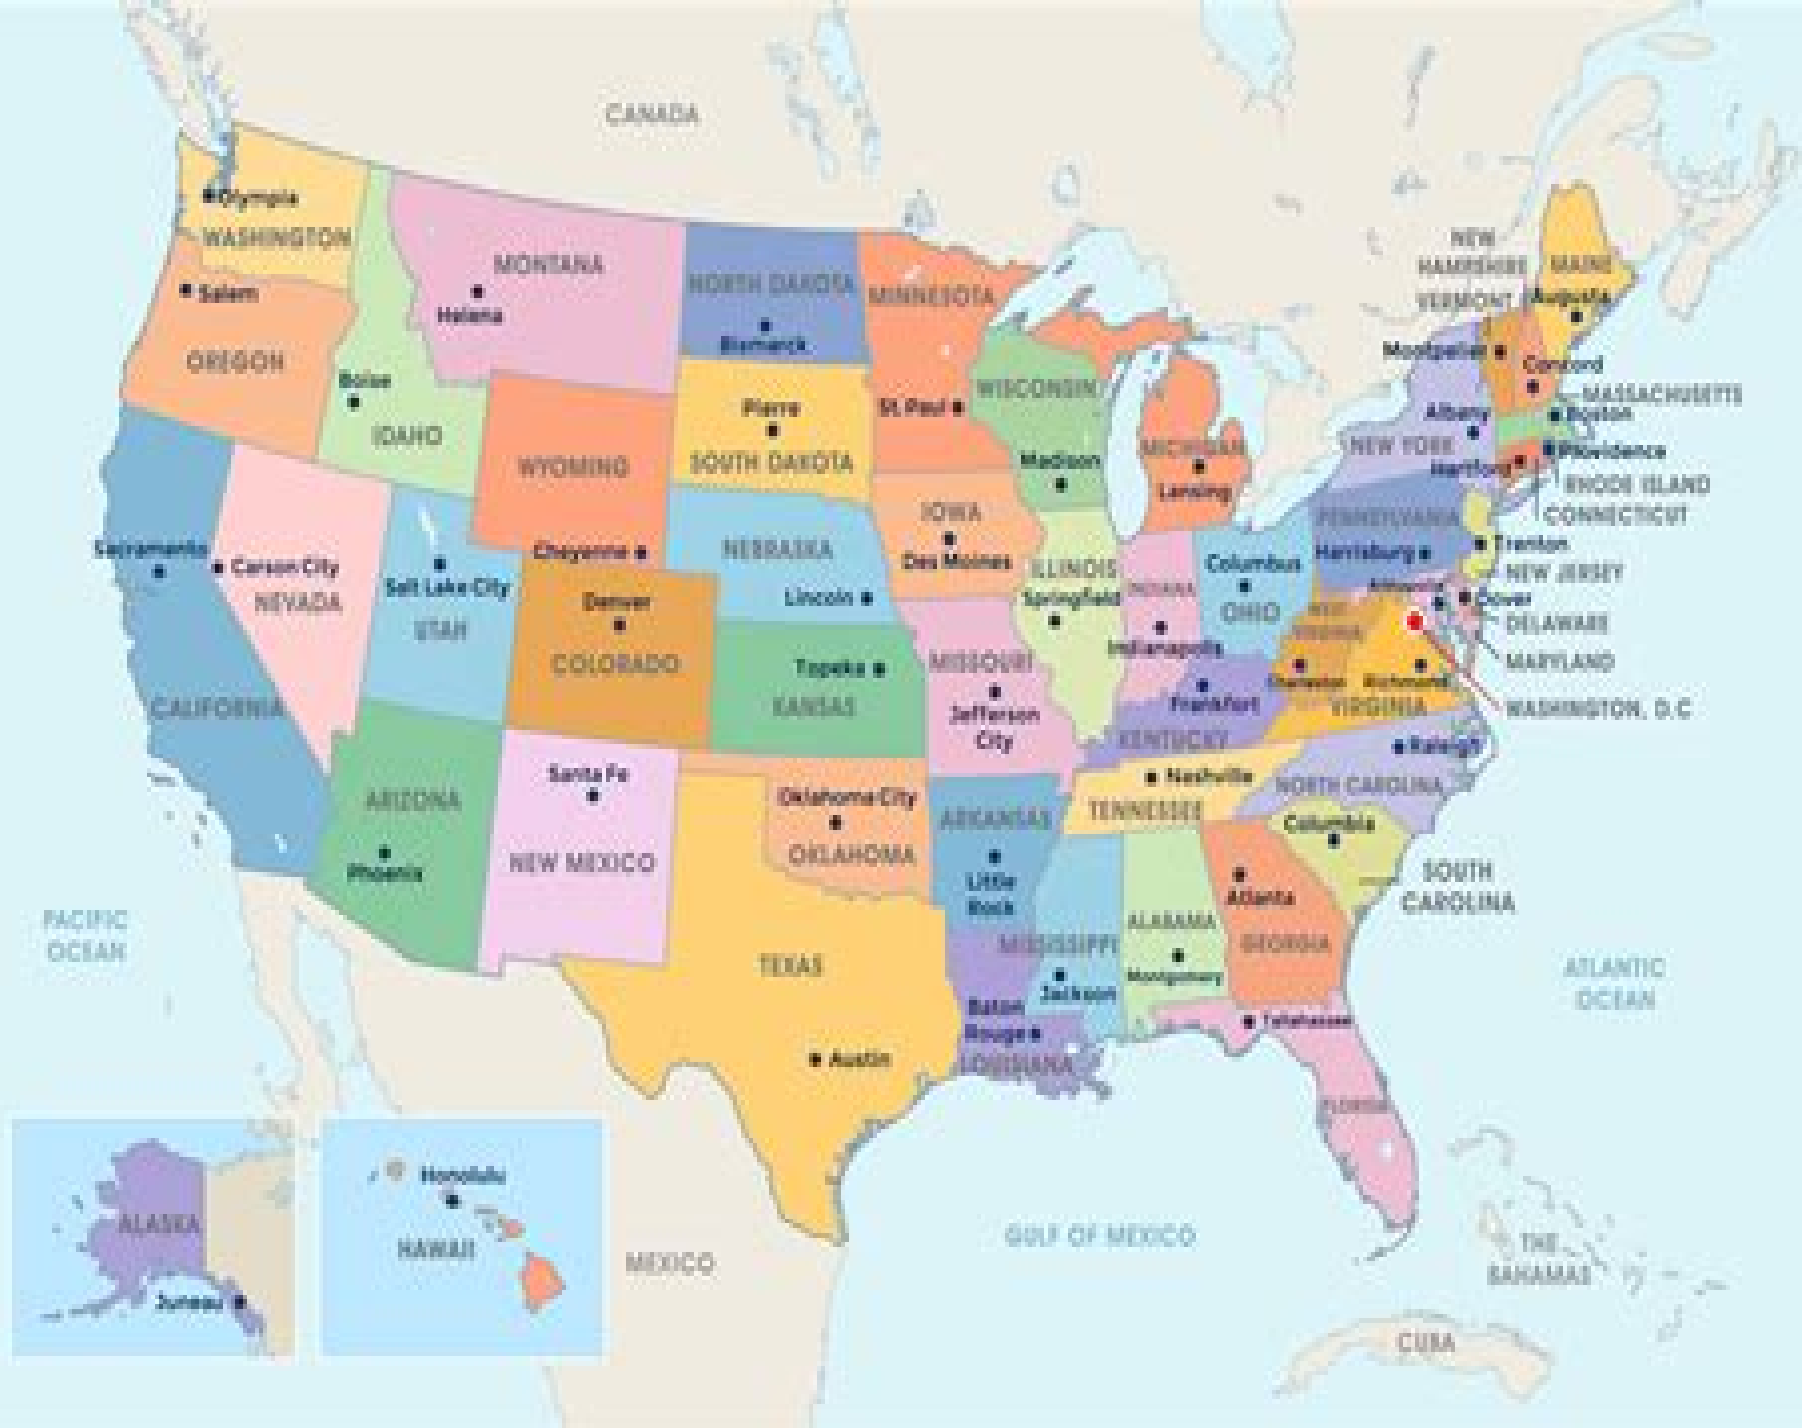 CANADA
Olympia
WASHINGTON
Salem
OREGON
MONTANA
Helena
Boise
IDAHO
NORTH DAKOTA
Bismarck
MINNESOTA
St. Paul
Pierre
SOUTH DAKOTA
WYOMING
Cheyenne
WISCONSIN
Madison
MICHIGAN
Lansing
NEW
HAMPSHIRE
MAINE
VERMONT
Augusta
Montpelier
Concord
MASSACHUSETTS
Boston
Albany
NEW YORK
Providence
Hartford
RHODE ISLAND
CONNECTICUT
PENNSYLVANIA
Harrisburg
Trenton
NEW JERSEY
Annapolis
Dover
DELAWARE
MARYLAND
WASHINGTON, D.C
Sacramento
Carson City
NEVADA
CALIFORNIA
Salt Lake City
UTAH
Denver
COLORADO
NEBRASKA
Lincoln
Topeka
KANSAS
IOWA
Des Moines
ILLINOIS
Springfield
INDIANA
Indianapolis
Columbus
OHIO
WEST
VIRGINIA
Charleston
Richmond
VIRGINIA
MISSOURI
Jefferson
City
Frankfort
KENTUCKY
Raleigh
NORTH CAROLINA
Nashville
TENNESSEE
Columbia
SOUTH
CAROLINA
ARIZONA
Phoenix
Santa Fe
NEW MEXICO
Oklahoma City
OKLAHOMA
ARKANSAS
Little
Rock
MISSISSIPPI
Jackson
ALABAMA
Montgomery
Atlanta
GEORGIA
TEXAS
Austin
Baton
Rouge
LOUISIANA
Tallahassee
FLORIDA
PACIFIC
OCEAN
ATLANTIC
OCEAN
ALASKA
Juneau
Honolulu
HAWAII
MEXICO
GULF OF MEXICO
THE
BAHAMAS
CUBA